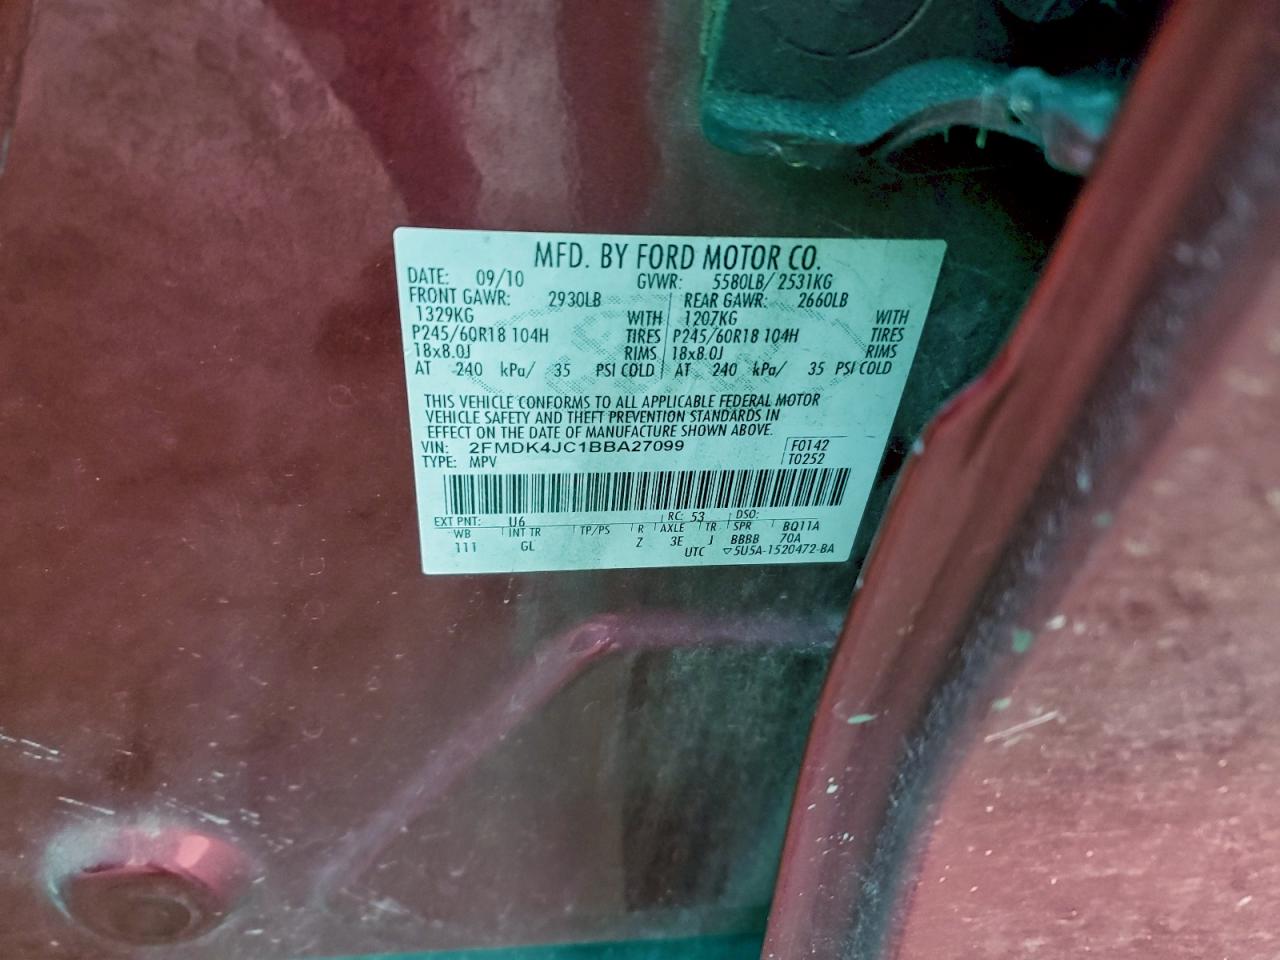 MFD. BY FORD MOTOR CO.
DATE: 09/10 GVWR: 5580LB/ 2531KG
FRONT GAWR: 2930LB REAR GAWR: 2660LB
1329KG WITH 1207KG WITH
P245/60R18 104H TIRES P245/60R18 104H TIRES
18x8.0J RIMS 18x8.0J RIMS
AT 240 kPa/ 35 PSI COLD AT 240 kPa/ 35 PSI COLD
THIS VEHICLE CONFORMS TO ALL APPLICABLE FEDERAL MOTOR
VEHICLE SAFETY AND THEFT PREVENTION STANDARDS IN
EFFECT ON THE DATE OF MANUFACTURE SHOWN ABOVE.
VIN: 2FMDK4JC1BBA27099 F0142
TYPE: MPV T0252
EXT PNT: U6 RC: 53 DSO:
WB INT TR TP/PS R AXLE TR SPR BQ11A
111 GL Z 3E J BBBB 70A
UTC ▽5U5A-1520472-BA